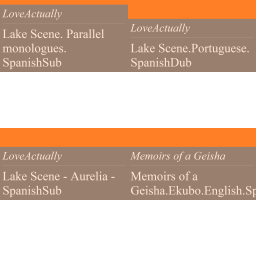 LoveActually
Lake Scene. Parallel
monologues.
SpanishSub
LoveActually
Lake Scene.Portuguese.
SpanishDub
LoveActually
Lake Scene - Aurelia -
SpanishSub
Memoirs of a Geisha
Memoirs of a
Geisha.Ekubo.English.Sp